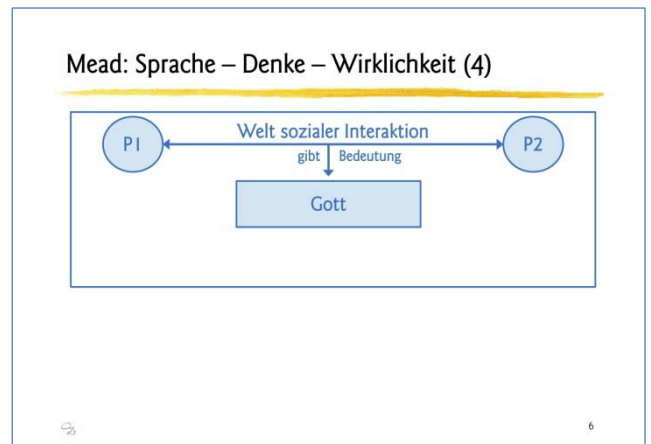 Mead: Sprache – Denke – Wirklichkeit (4)
Welt sozialer Interaktion
P1
P2
gibt Bedeutung
Gott
6